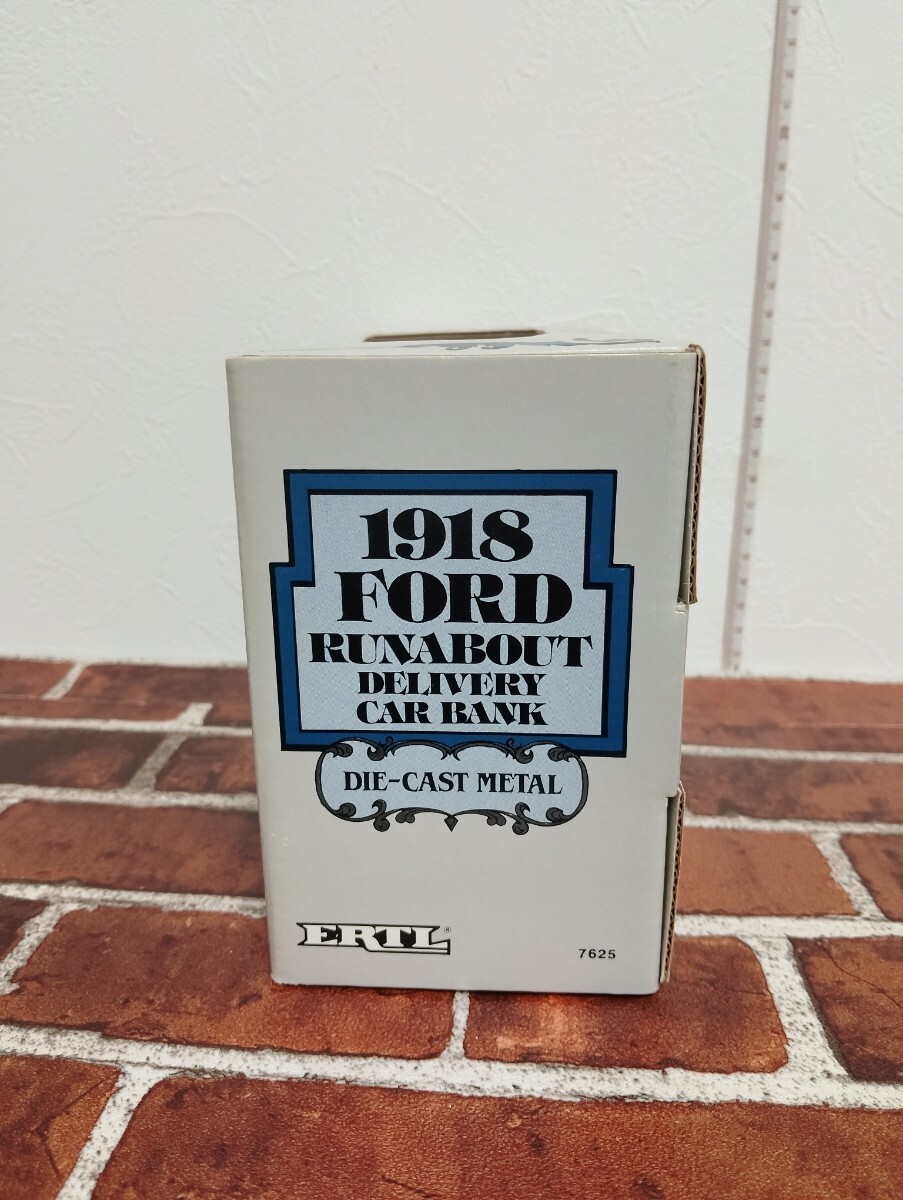 1918
FORD
RUNABOUT
DELIVERY
CAR BANK
DIE-CAST METAL
ERTL®
7625